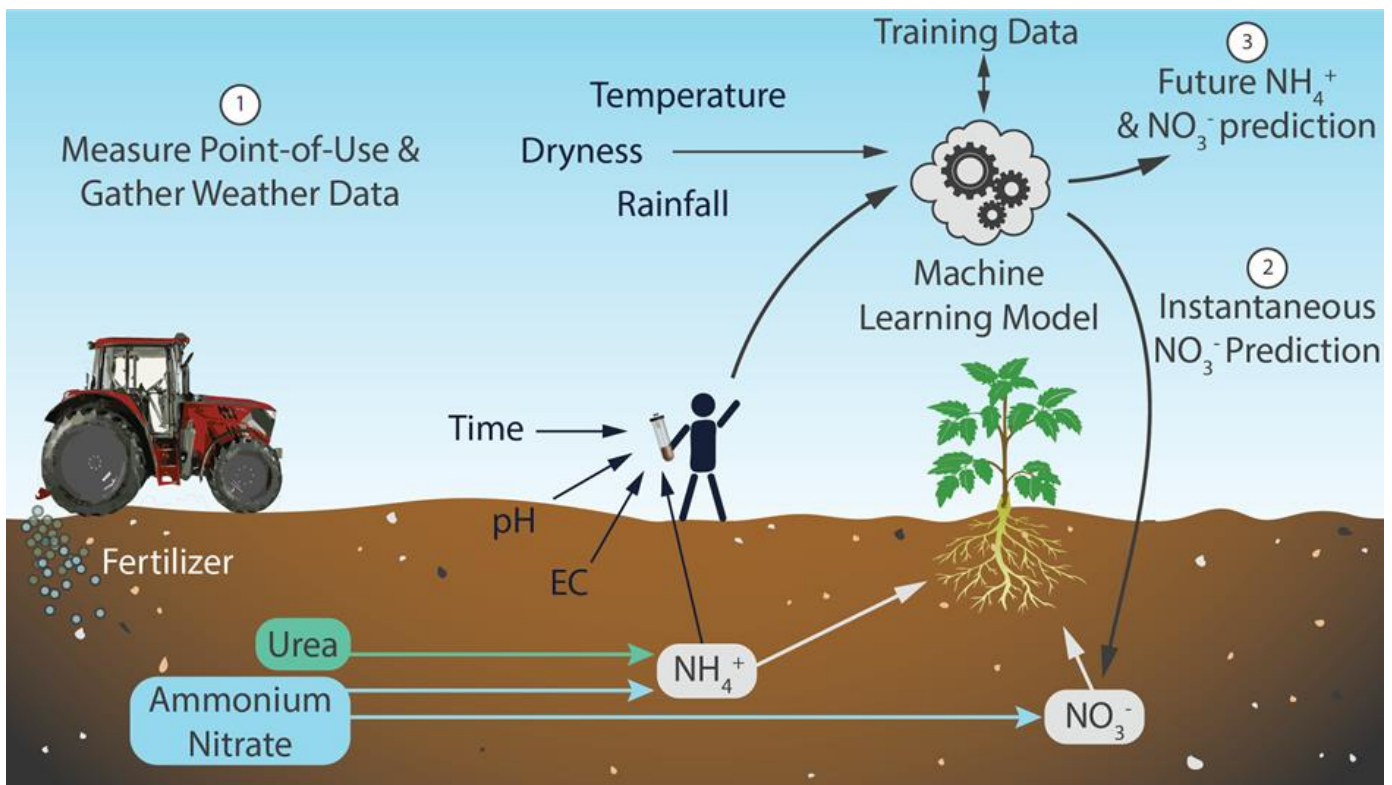 1
Measure Point-of-Use &
Gather Weather Data
Temperature
Dryness
Rainfall
Training Data
Machine
Learning Model
3
Future NH₄⁺
& NO₃⁻ prediction
2
Instantaneous
NO₃⁻ Prediction
Time
pH
EC
Fertilizer
Urea
Ammonium
Nitrate
NH₄⁺
NO₃⁻